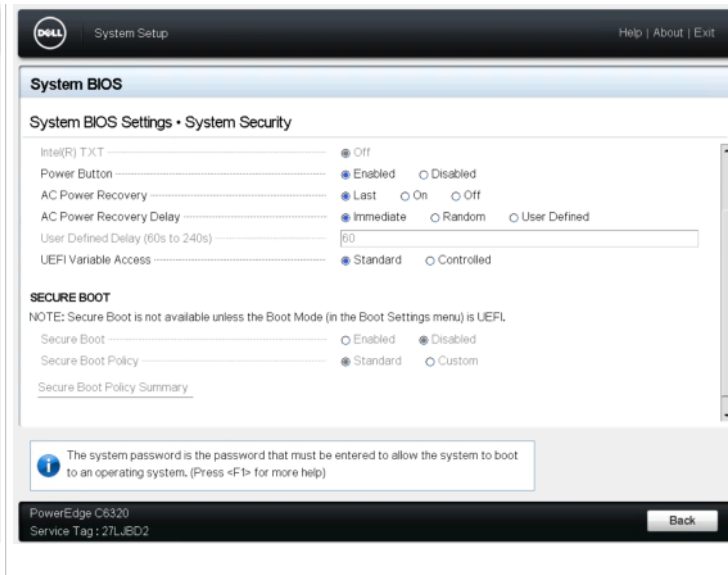 DELL System Setup Help | About | Exit
System BIOS
System BIOS Settings • System Security
Intel(R) TXT Off
Power Button Enabled Disabled
AC Power Recovery Last On Off
AC Power Recovery Delay Immediate Random User Defined
User Defined Delay (60s to 240s) 60
UEFI Variable Access Standard Controlled
SECURE BOOT
NOTE: Secure Boot is not available unless the Boot Mode (in the Boot Settings menu) is UEFI.
Secure Boot Enabled Disabled
Secure Boot Policy Standard Custom
Secure Boot Policy Summary
The system password is the password that must be entered to allow the system to boot
to an operating system. (Press <F1> for more help)
PowerEdge C6320
Service Tag : 27LJBD2 Back